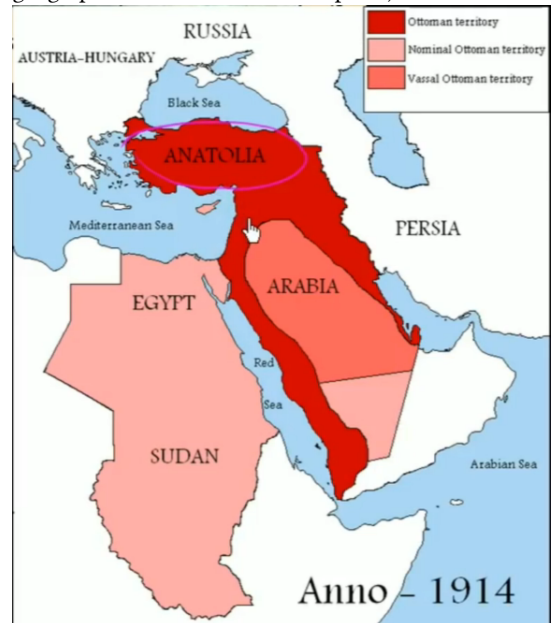 RUSSIA
Ottoman territory
Nominal Ottoman territory
Vassal Ottoman territory
AUSTRIA-HUNGARY
Black Sea
ANATOLIA
Mediterranean Sea
PERSIA
EGYPT
ARABIA
Red
Sea
SUDAN
Arabian Sea
Anno - 1914